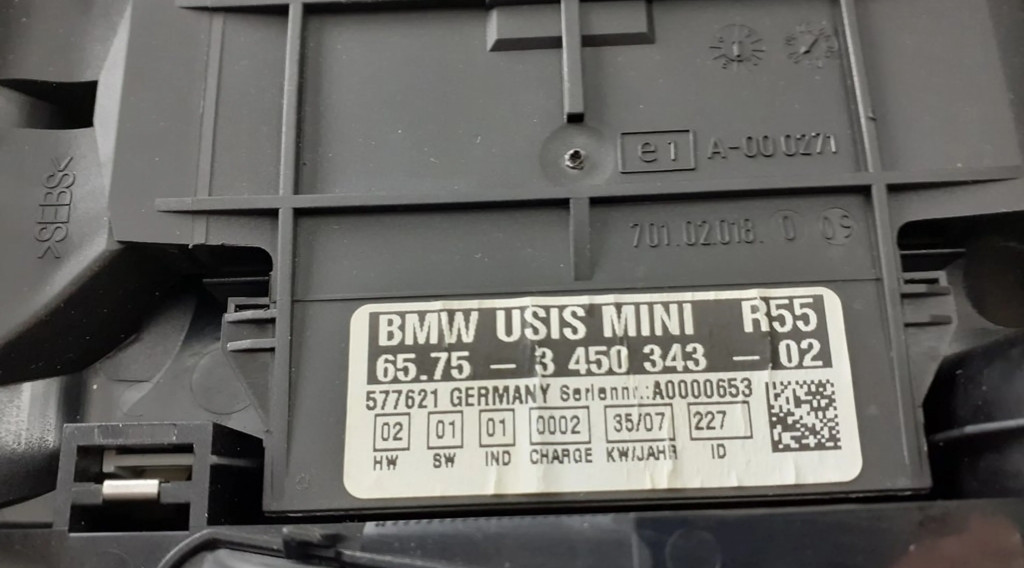 e1 A-00 0271
>SEBS<
701.02.018. 0 09
BMW USIS MINI R55
65.75 - 3 450 343 - 02
577621 GERMANY Seriennr.:A0000653
02 01 01 0002 35/07 227
HW SW IND CHARGE KW/JAHR ID